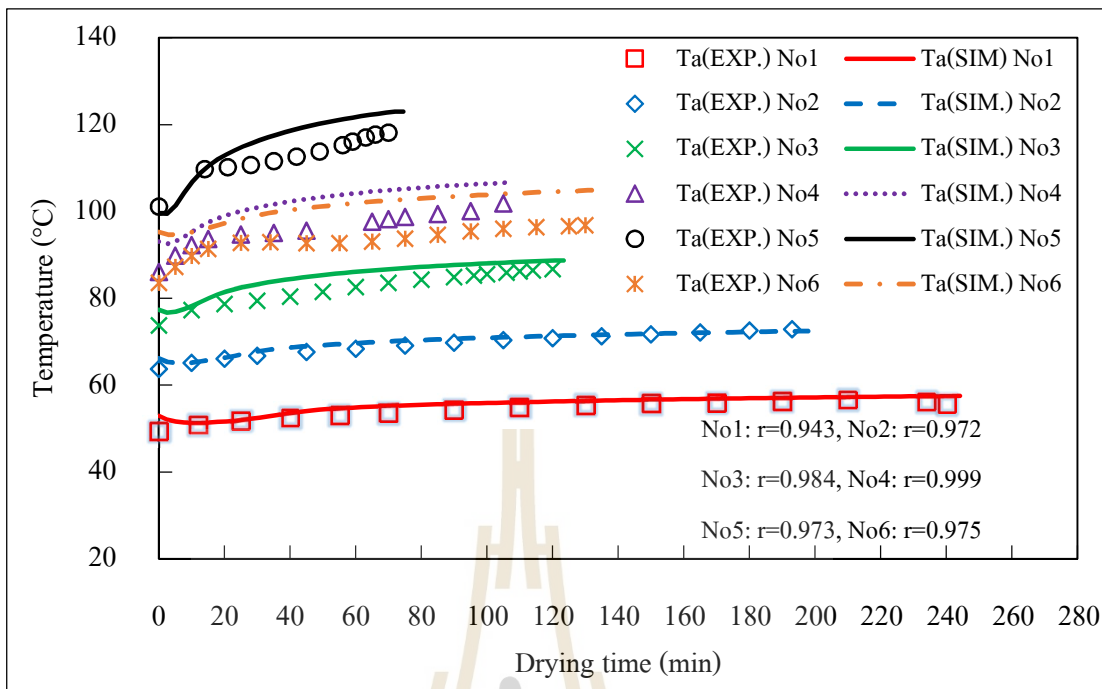 140
120
100
80
60
40
20
Temperature (°C)
Ta(EXP.) No1 Ta(SIM) No1
Ta(EXP.) No2 Ta(SIM.) No2
Ta(EXP.) No3 Ta(SIM.) No3
Ta(EXP.) No4 Ta(SIM.) No4
Ta(EXP.) No5 Ta(SIM.) No5
Ta(EXP.) No6 Ta(SIM.) No6
No1: r=0.943, No2: r=0.972
No3: r=0.984, No4: r=0.999
No5: r=0.973, No6: r=0.975
0 20 40 60 80 100 120 140 160 180 200 220 240 260 280
Drying time (min)